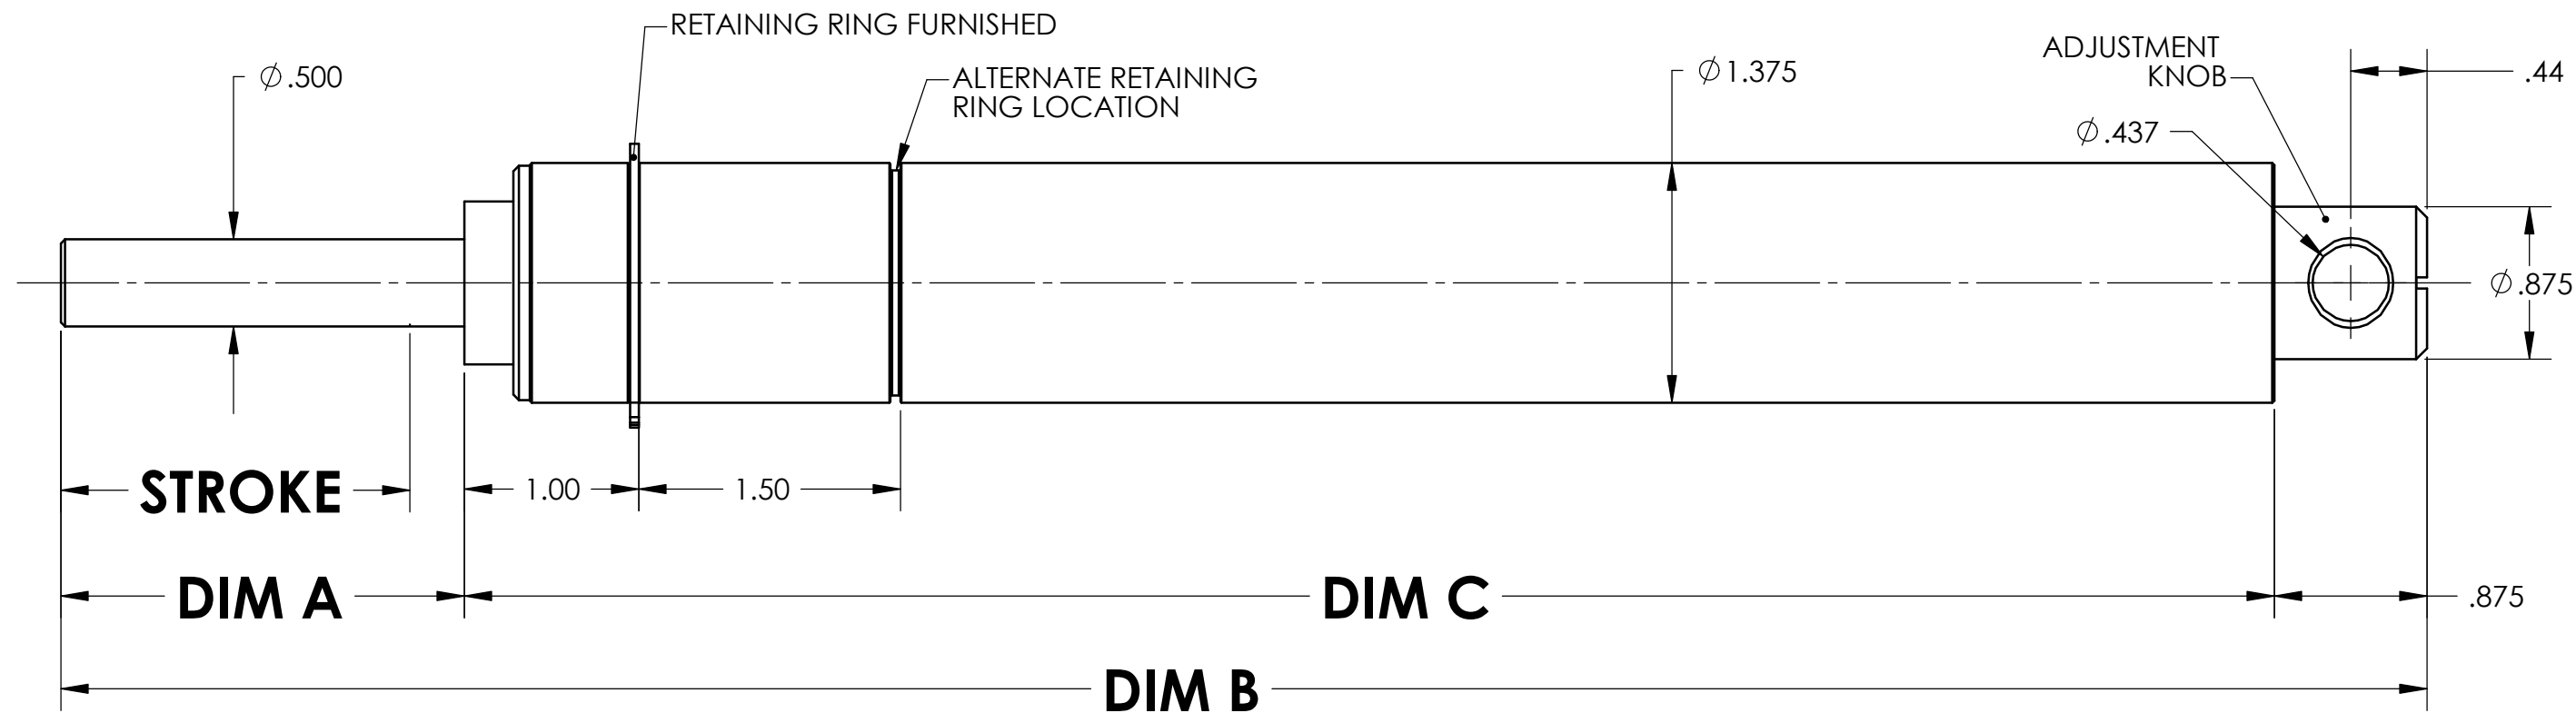 RETAINING RING FURNISHED
ADJUSTMENT
KNOB
Ø.500
ALTERNATE RETAINING
RING LOCATION
Ø1.375
.44
Ø.437
Ø.875
STROKE
1.00
1.50
DIM A
DIM C
.875
DIM B